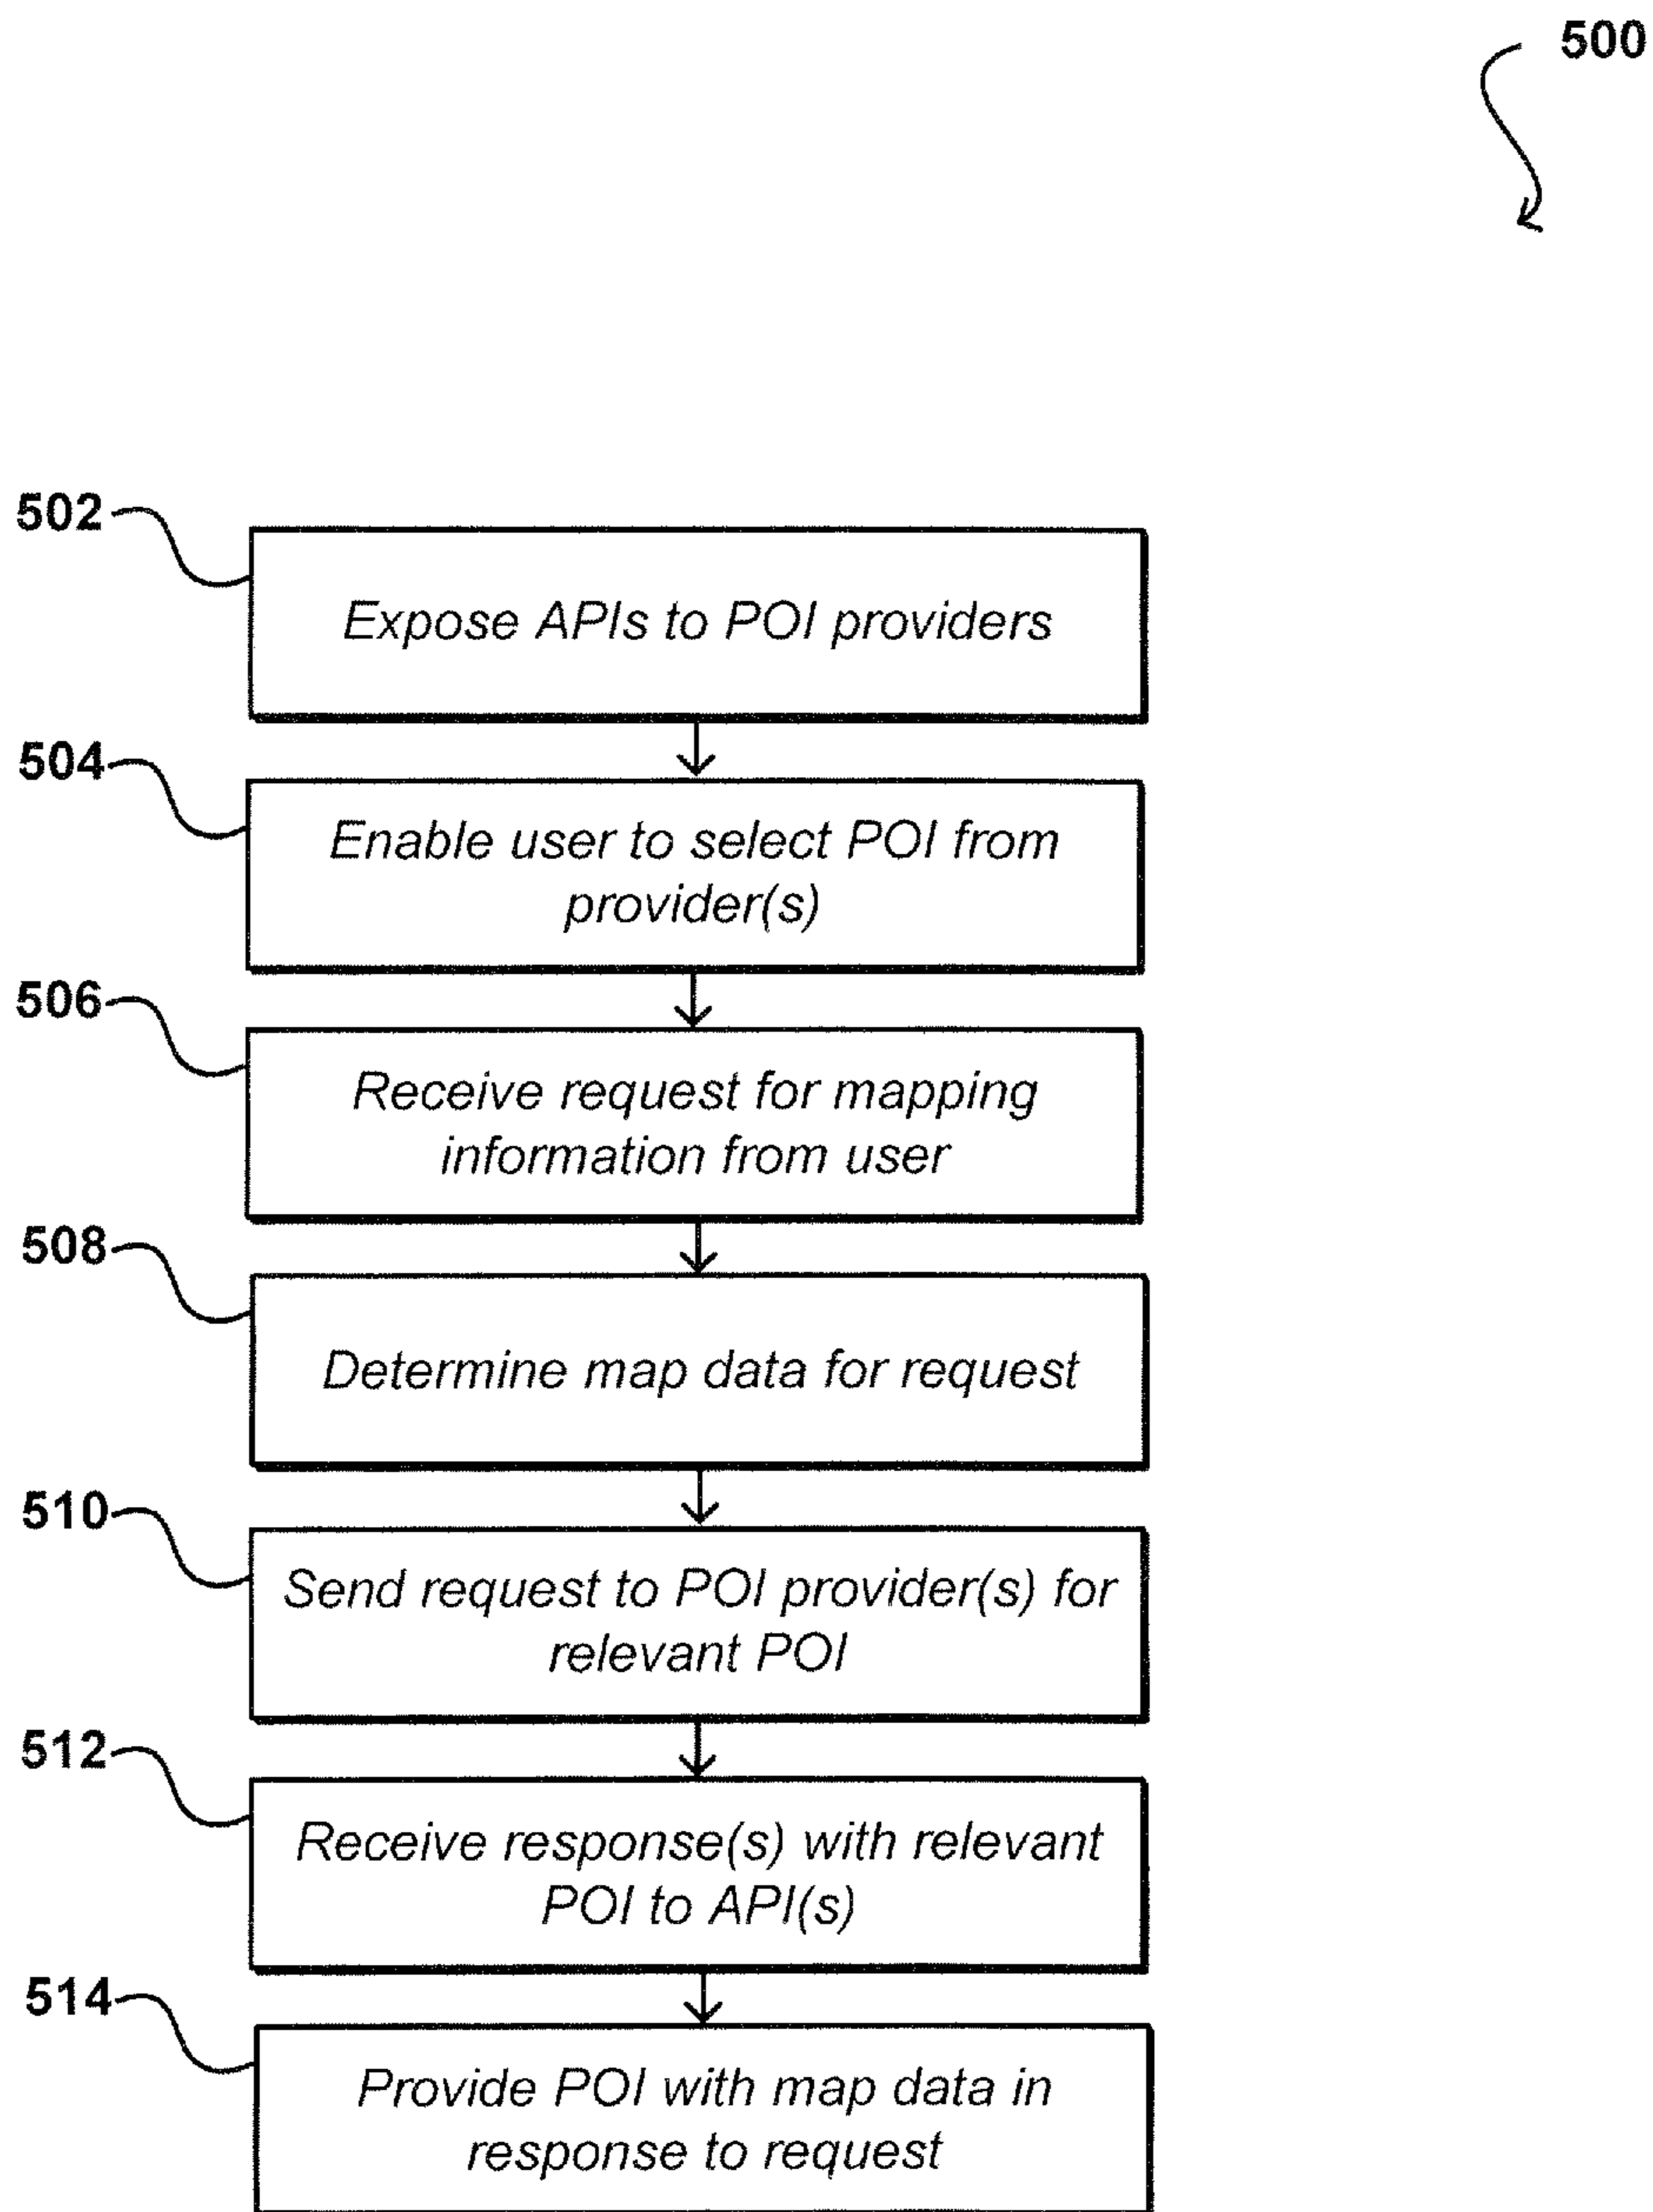 500
502
Expose APIs to POI providers
504
Enable user to select POI from
provider(s)
506
Receive request for mapping
information from user
508
Determine map data for request
510
Send request to POI provider(s) for
relevant POI
512
Receive response(s) with relevant
POI to API(s)
514
Provide POI with map data in
response to request